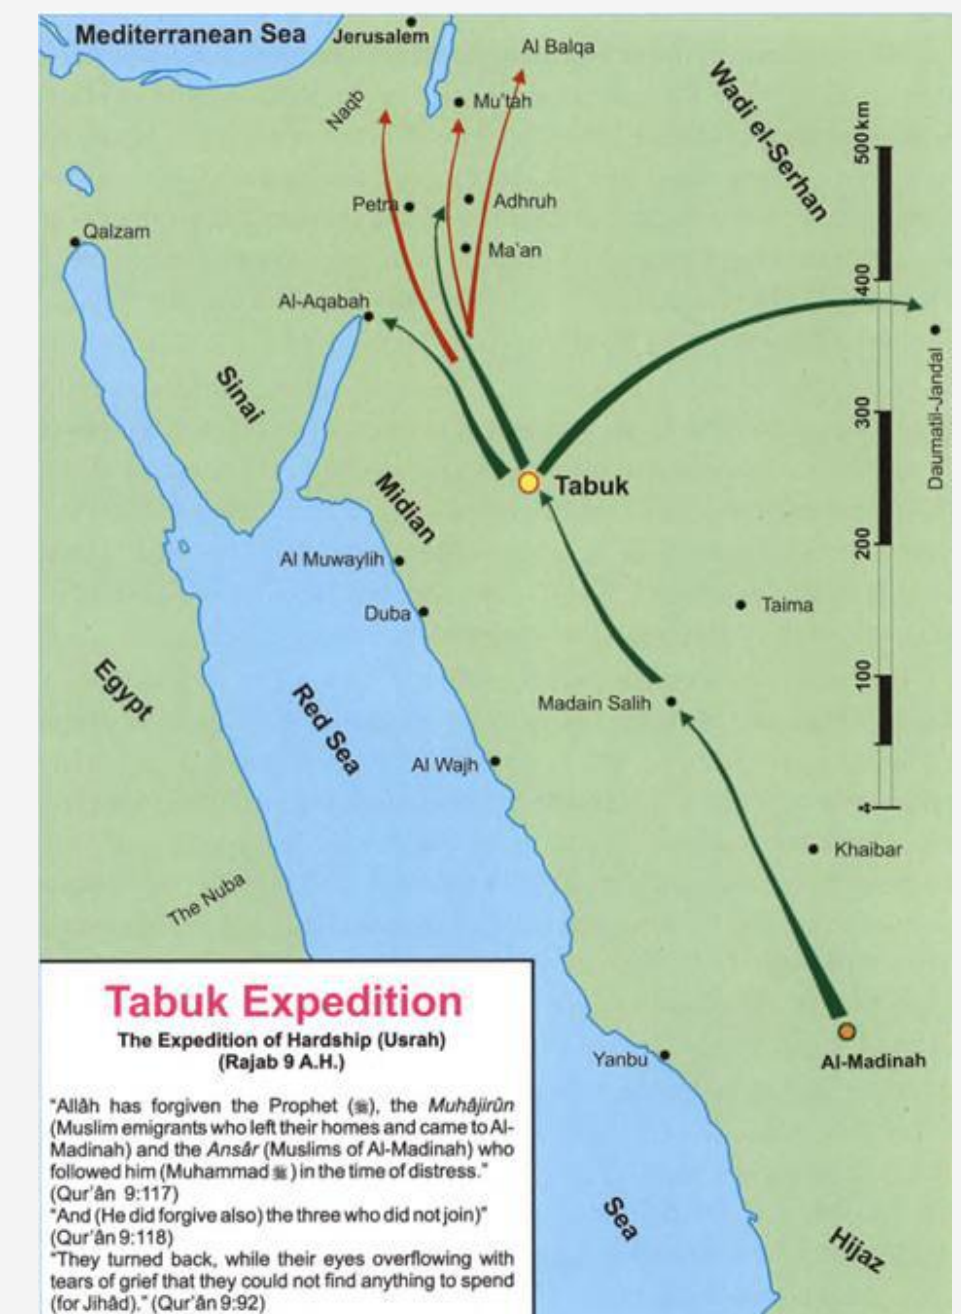 Mediterranean Sea
Jerusalem
Al Balqa
Naqb
Mu'tah
Wadi el-Serhan
500km
Petra
Adhruh
Qalzam
Ma'an
400
Al-Aqabah
Daumatil-Jandal
Sinai
300
Tabuk
Midian
200
Al Muwaylih
Taima
Duba
100
Egypt
Red Sea
Madain Salih
Al Wajh
Khaibar
The Nuba
Al-Madinah
Yanbu
Sea
Hijaz
Tabuk Expedition
The Expedition of Hardship (Usrah)
(Rajab 9 A.H.)
"Allâh has forgiven the Prophet (ﷺ), the Muhâjirûn
(Muslim emigrants who left their homes and came to Al-
Madinah) and the Ansâr (Muslims of Al-Madinah) who
followed him (Muhammad ﷺ) in the time of distress."
(Qur'ân 9:117)
"And (He did forgive also) the three who did not join)"
(Qur'ân 9:118)
"They turned back, while their eyes overflowing with
tears of grief that they could not find anything to spend
(for Jihâd)." (Qur'ân 9:92)